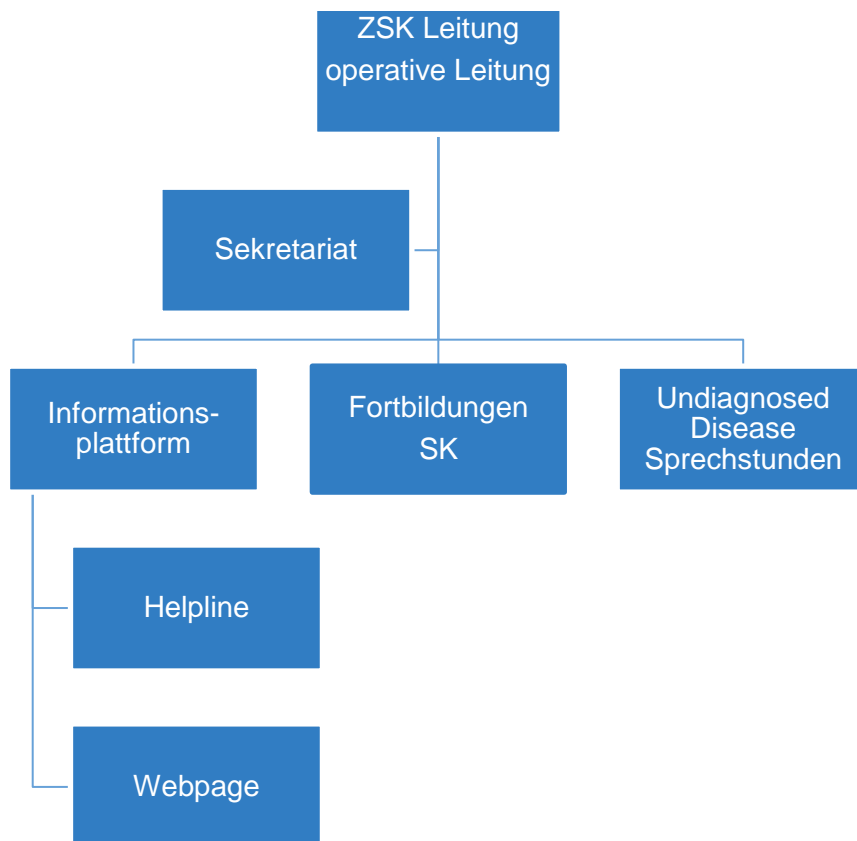 ZSK Leitung
operative Leitung
Sekretariat
Informations-
plattform
Fortbildungen
SK
Undiagnosed
Disease
Sprechstunden
Helpline
Webpage